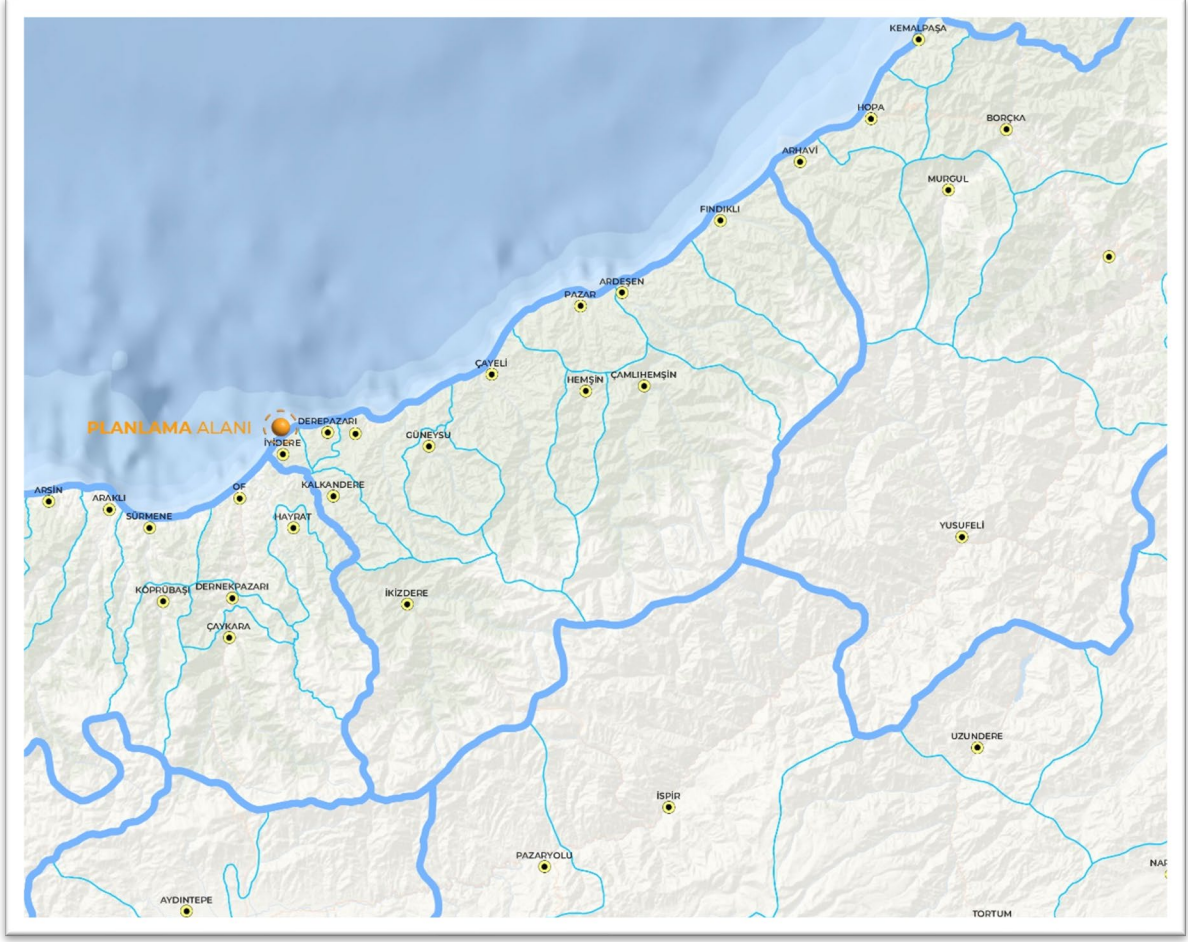 KEMALPAŞA
HOPA
BORÇKA
ARHAVİ
MURGUL
FINDIKLI
ARDEŞEN
PAZAR
ÇAYELİ
HEMŞİN
ÇAMLIHEMŞİN
PLANLAMA ALANI
DEREPAZARI
İYİDERE
GÜNEYSU
KALKANDERE
ARSİN
ARAKLI
OF
SÜRMENE
HAYRAT
YUSUFELİ
KÖPRÜBAŞI
DERNEKPAZARI
İKİZDERE
ÇAYKARA
UZUNDERE
İSPİR
PAZARYOLU
NAR
AYDINTEPE
TORTUM